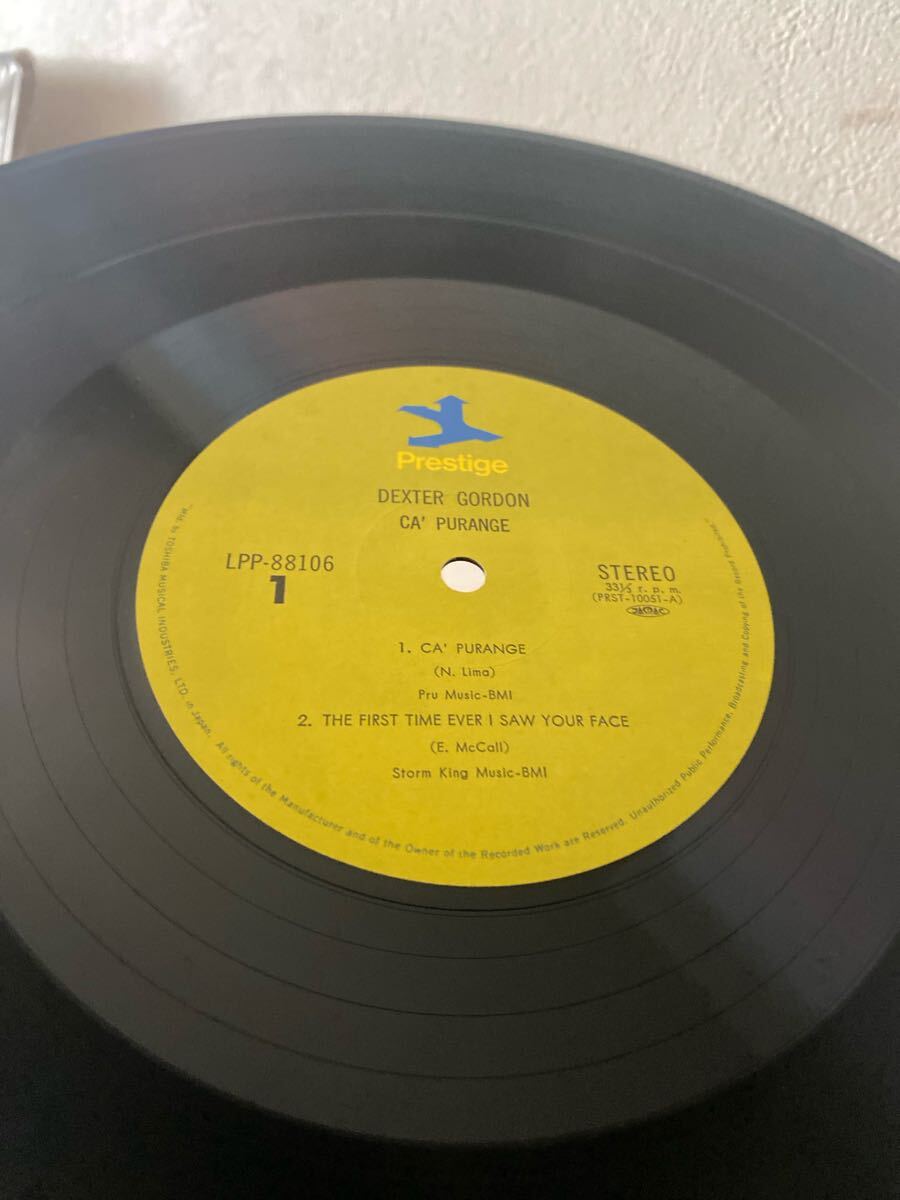 Prestige
DEXTER GORDON
CA' PURANGE
LPP-88106
1
STEREO
33⅓ r. p. m.
(PRST-10051-A)
1. CA' PURANGE
(N. Lima)
Pru Music-BMI
2. THE FIRST TIME EVER I SAW YOUR FACE
(E. McCall)
Storm King Music-BMI
Mfd. by TOSHIBA MUSICAL INDUSTRIES, LTD. in Japan. All rights of the Manufacturer and of the Owner of the Recorded Work are Reserved. Unauthorized Public Performance, Broadcasting and Copying of the Record Prohibited.